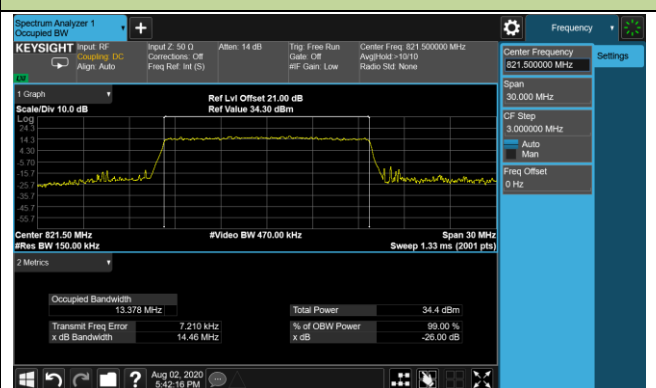 Spectrum Analyzer 1
Occupied BW
+
Frequency
KEYSIGHT
Input: RF
Coupling: DC
Align: Auto
Input Z: 50 Ω
Corrections: Off
Freq Ref: Int (S)
Atten: 14 dB
Trig: Free Run
Gate: Off
#IF Gain: Low
Center Freq: 821.500000 MHz
Avg|Hold:>10/10
Radio Std: None
Center Frequency
821.500000 MHz
Settings
Span
30.000 MHz
CF Step
3.000000 MHz
Auto
Man
Freq Offset
0 Hz
1 Graph
Scale/Div 10.0 dB
Ref Lvl Offset 21.00 dB
Ref Value 34.30 dBm
Log
24.3
14.3
4.30
-5.70
-15.7
-25.7
-35.7
-45.7
-55.7
Center 821.50 MHz
#Video BW 470.00 kHz
Span 30 MHz
#Res BW 150.00 kHz
Sweep 1.33 ms (2001 pts)
2 Metrics
Occupied Bandwidth
13.378 MHz
Total Power
34.4 dBm
Transmit Freq Error
7.210 kHz
% of OBW Power
99.00 %
x dB Bandwidth
14.46 MHz
x dB
-26.00 dB
?
Aug 02, 2020
5:42:16 PM